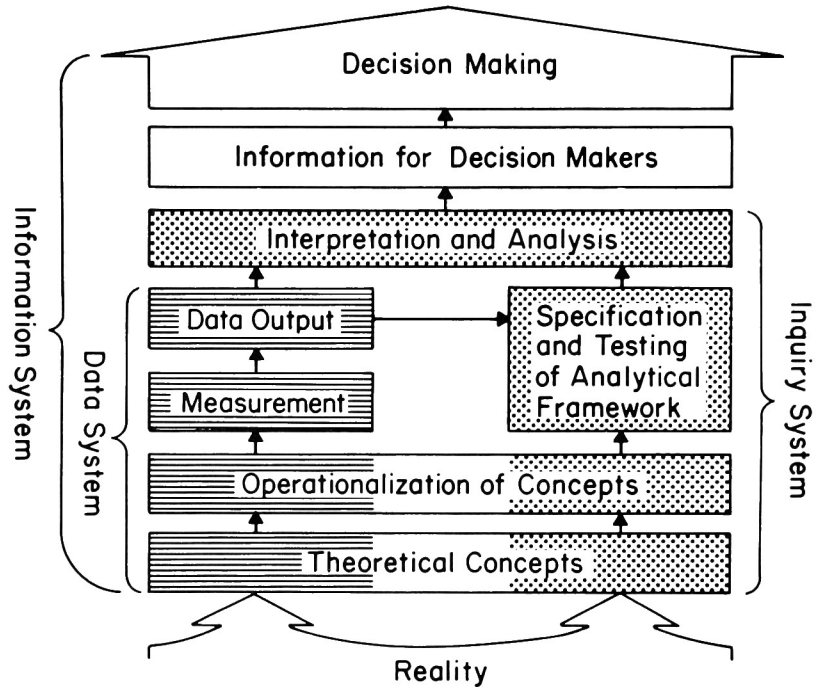 Decision Making
Information for Decision Makers
Interpretation and Analysis
Data Output
Specification
and Testing
of Analytical
Framework
Measurement
Operationalization of Concepts
Theoretical Concepts
Reality
Information System
Data System
Inquiry System